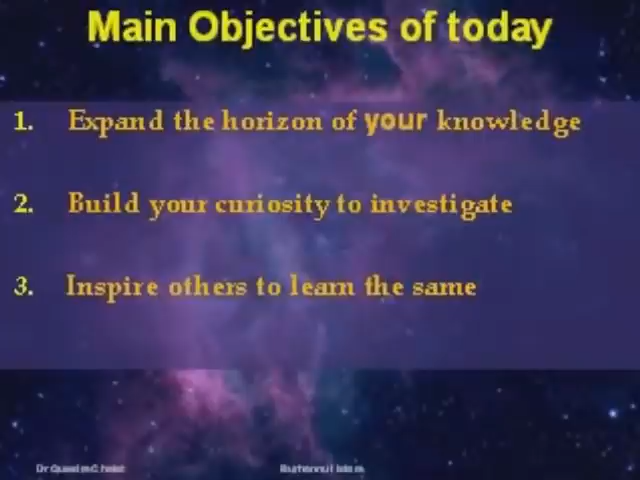 Main Objectives of today
1. Expand the horizon of your knowledge
2. Build your curiosity to investigate
3. Inspire others to learn the same